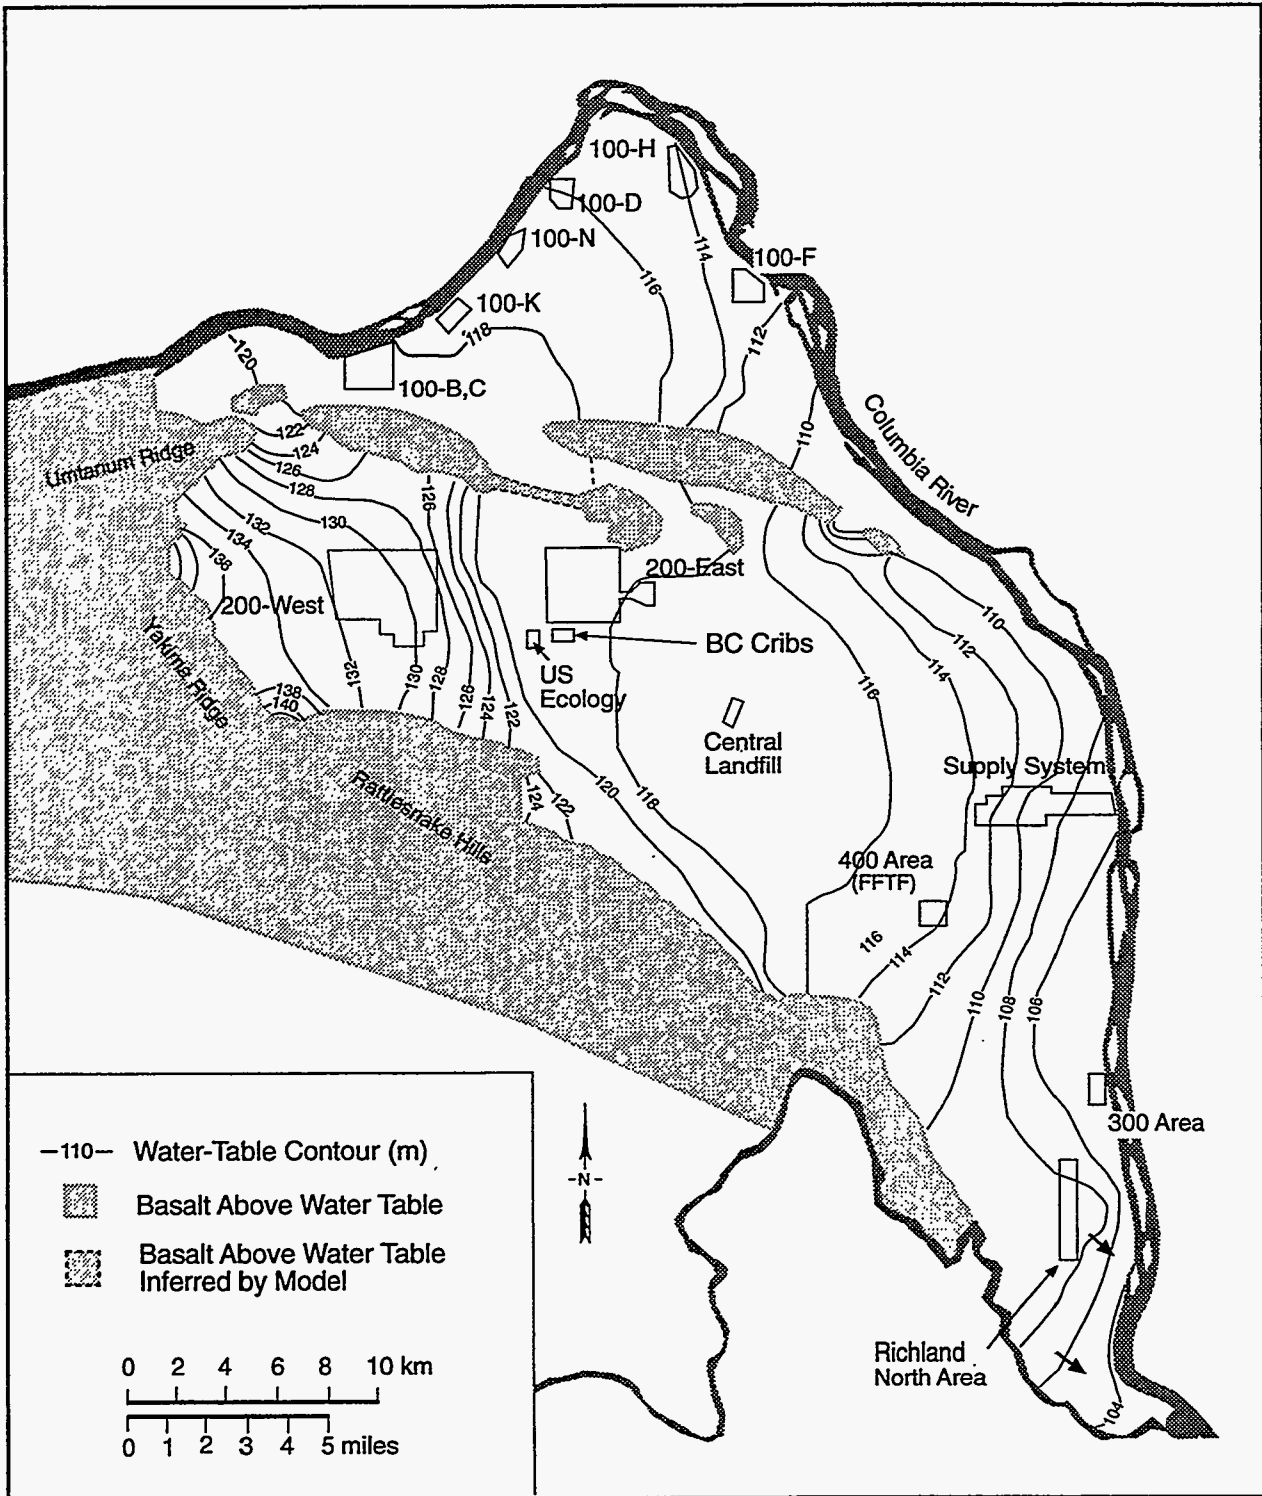 100-H
100-D
100-N
114
100-F
116
100-K
118
112
-120
100-B,C
Columbia River
110
122
124
Umtanum Ridge
126
128
126
132
130
134
136
200-East
200-West
110
BC Cribs
112
Yakima Ridge
US
Ecology
114
132
130
128
116
138
140
126
124
122
Central
Landfill
Supply System
Rattlesnake Hills
120
118
124
122
400 Area
(FFTF)
116
114
112
110
108
106
300 Area
-110- Water-Table Contour (m)
Basalt Above Water Table
Basalt Above Water Table
Inferred by Model
-N-
0 2 4 6 8 10 km
0 1 2 3 4 5 miles
Richland
North Area
104